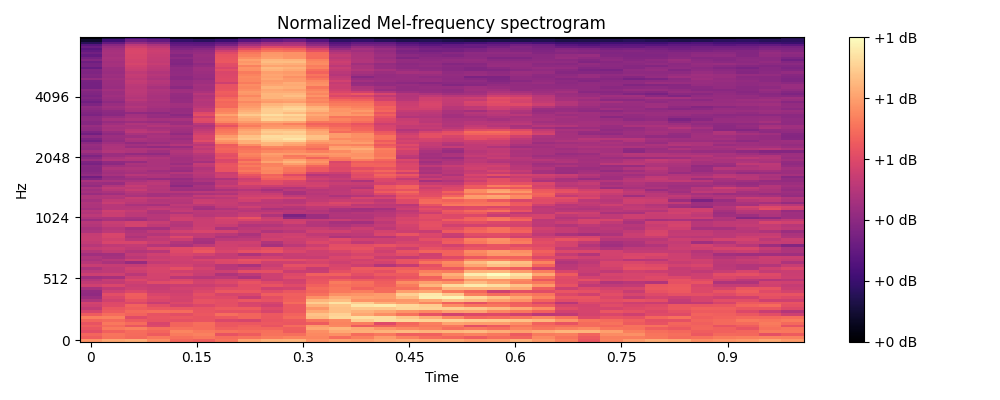 Normalized Mel-frequency spectrogram
Hz
4096
2048
1024
512
0
0 0.15 0.3 0.45 0.6 0.75 0.9
Time
+1 dB
+1 dB
+1 dB
+0 dB
+0 dB
+0 dB